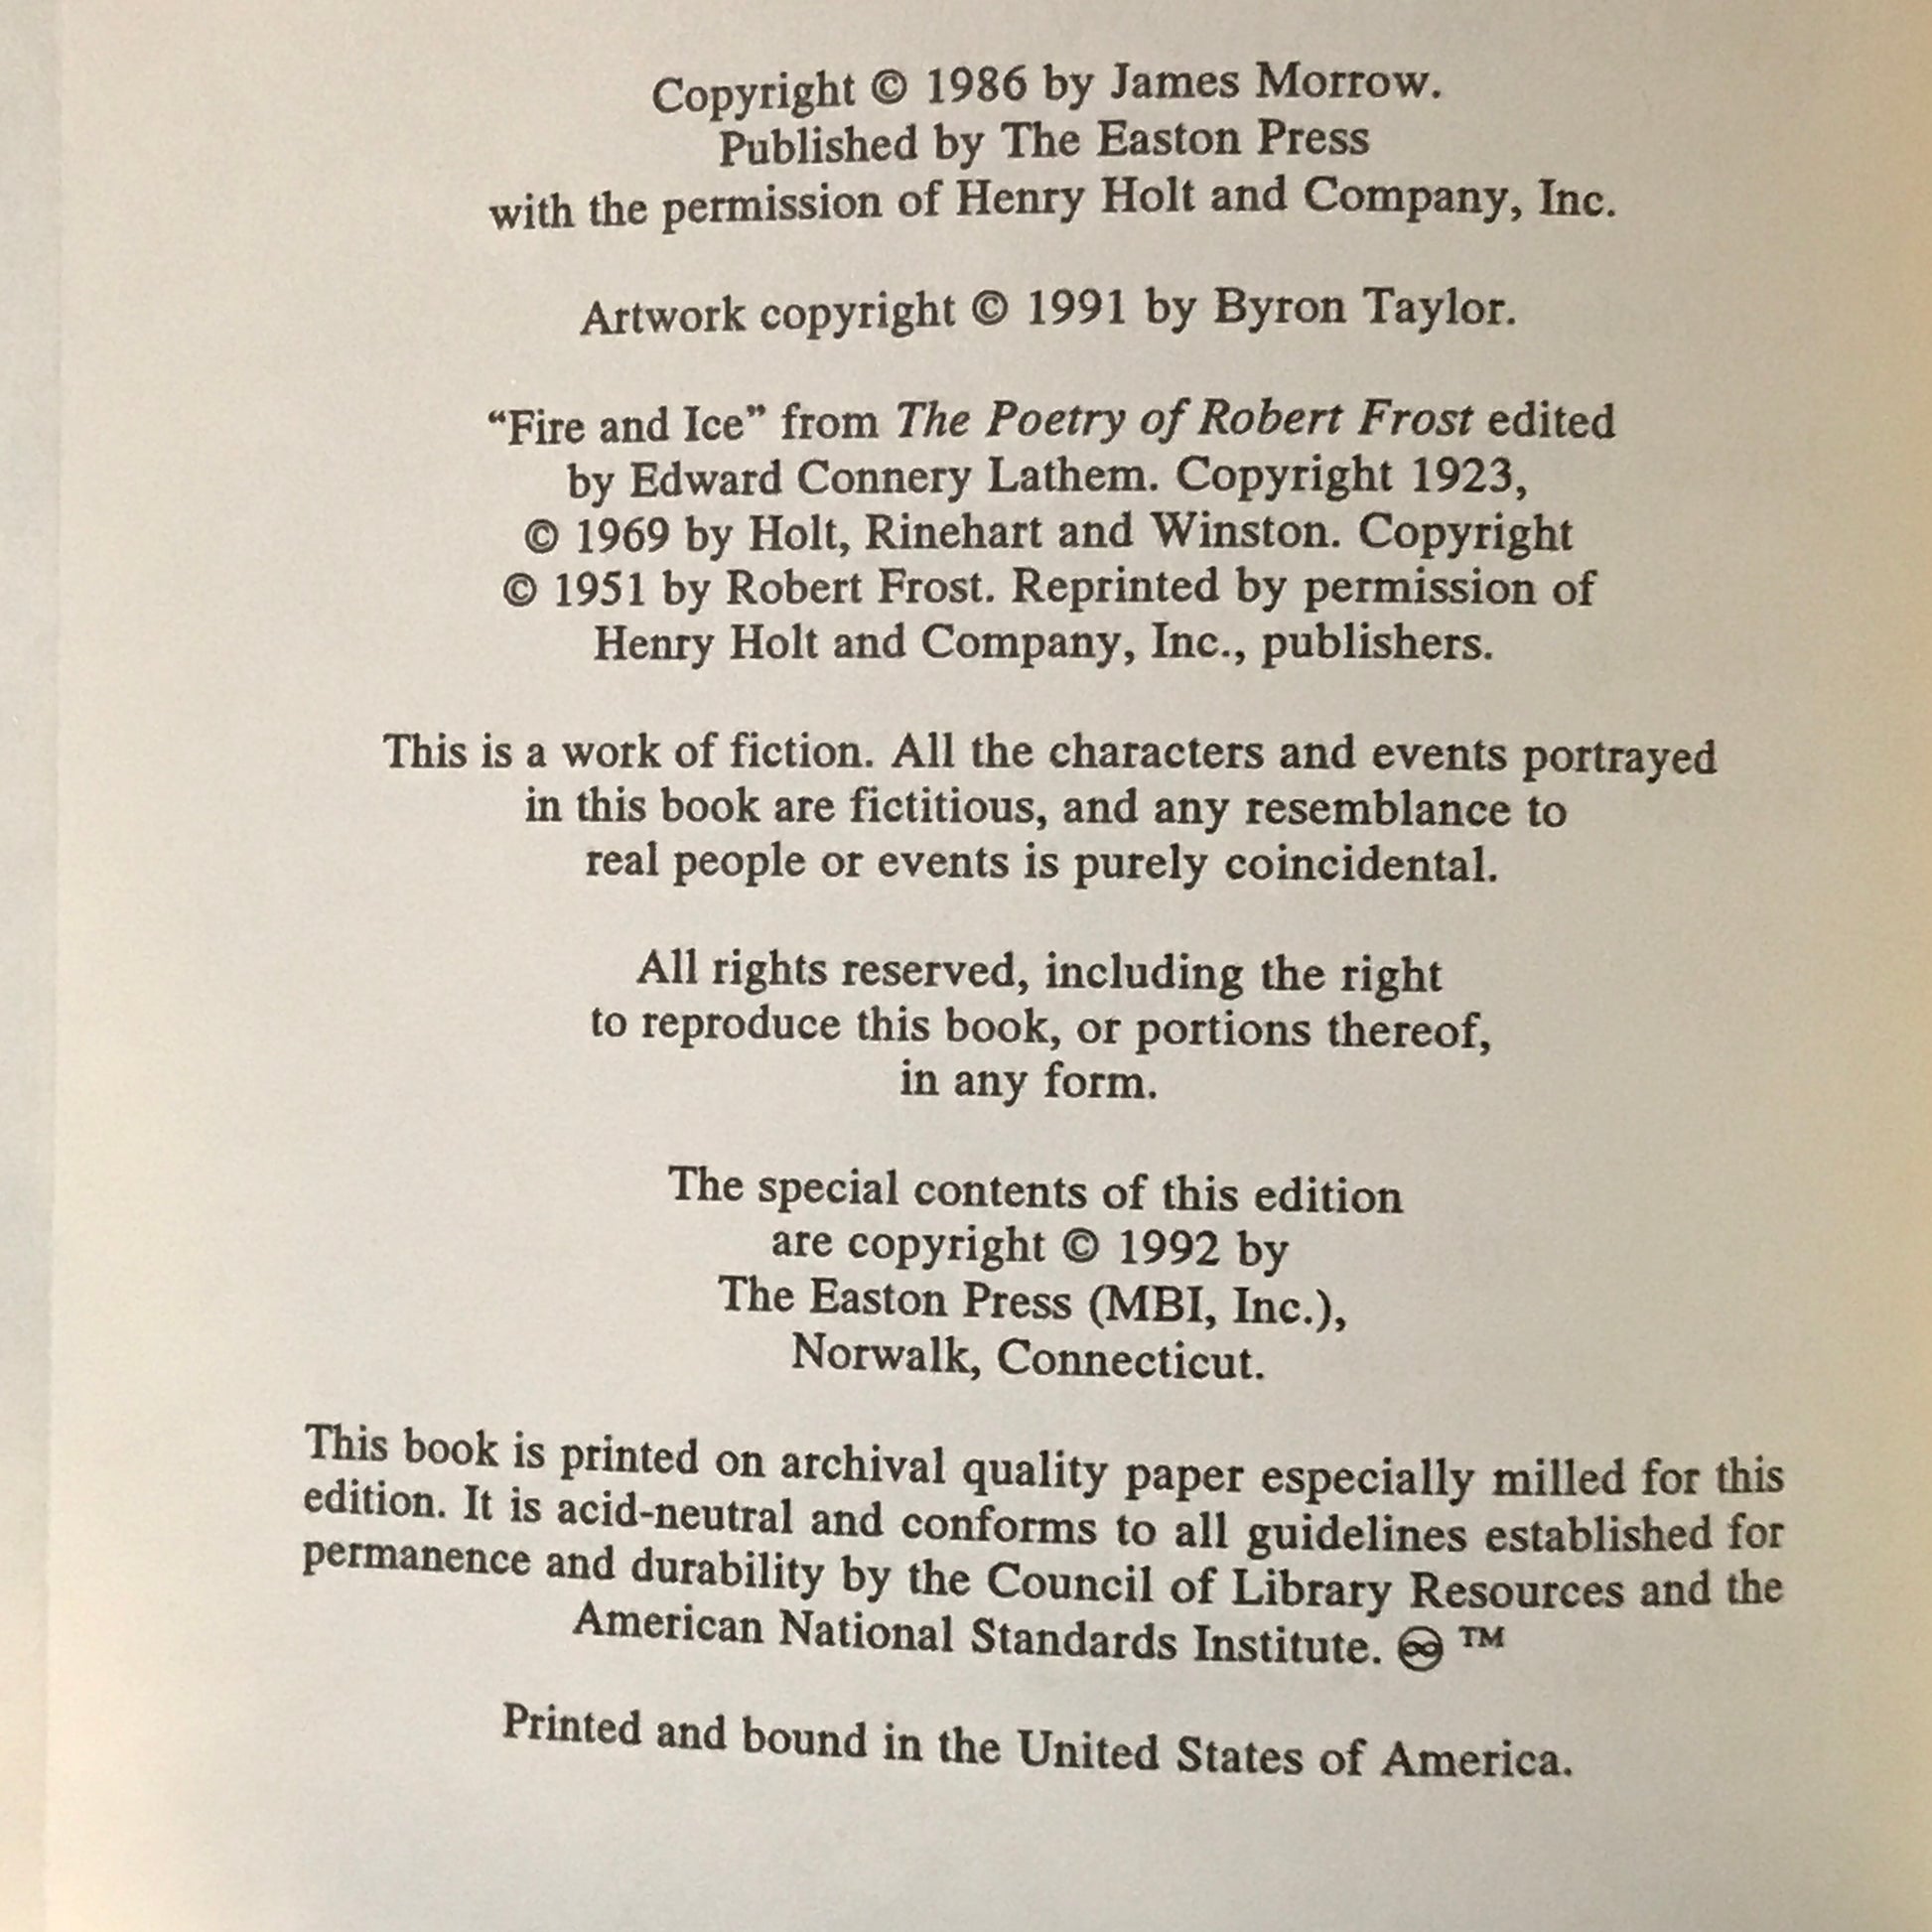 Copyright © 1986 by James Morrow.
Published by The Easton Press
with the permission of Henry Holt and Company, Inc.
Artwork copyright © 1991 by Byron Taylor.
“Fire and Ice” from The Poetry of Robert Frost edited
by Edward Connery Lathem. Copyright 1923,
© 1969 by Holt, Rinehart and Winston. Copyright
© 1951 by Robert Frost. Reprinted by permission of
Henry Holt and Company, Inc., publishers.
This is a work of fiction. All the characters and events portrayed
in this book are fictitious, and any resemblance to
real people or events is purely coincidental.
All rights reserved, including the right
to reproduce this book, or portions thereof,
in any form.
The special contents of this edition
are copyright © 1992 by
The Easton Press (MBI, Inc.),
Norwalk, Connecticut.
This book is printed on archival quality paper especially milled for this
edition. It is acid-neutral and conforms to all guidelines established for
permanence and durability by the Council of Library Resources and the
American National Standards Institute. ♾ ™
Printed and bound in the United States of America.